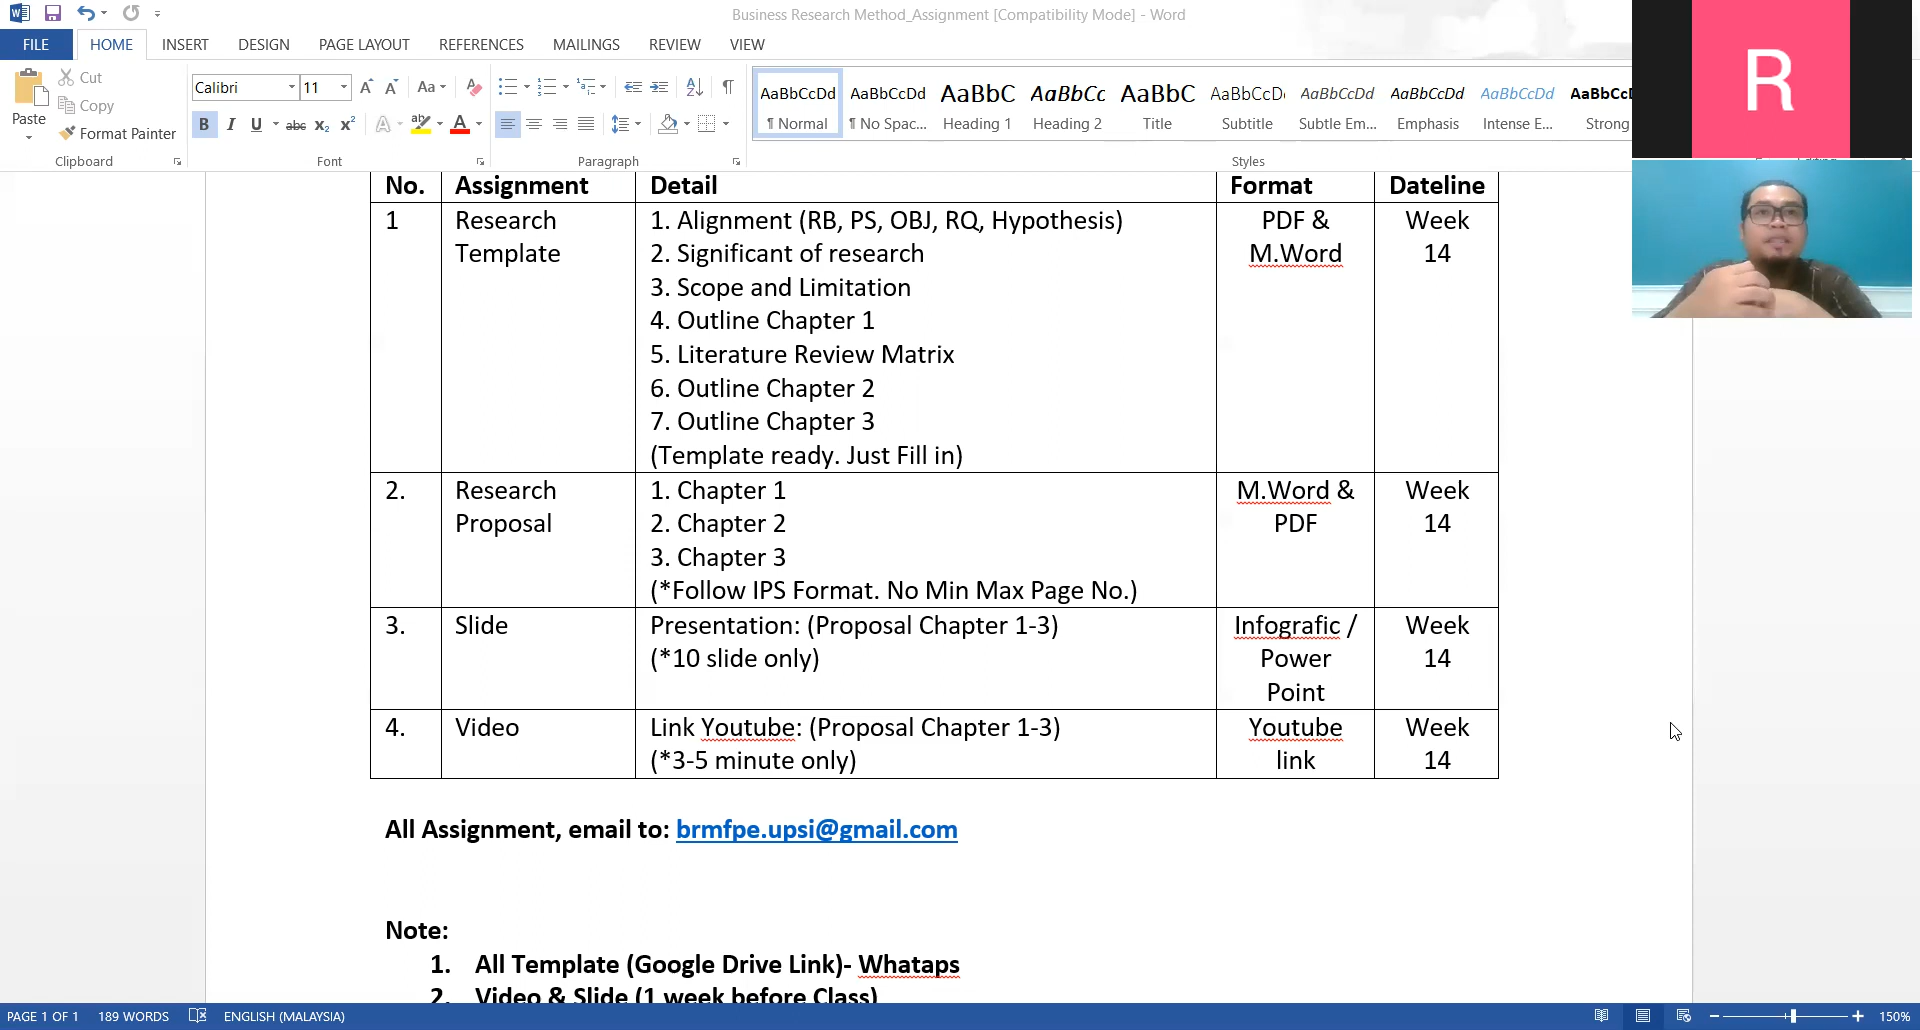 Business Research Method_Assignment [Compatibility Mode] - Word
FILE HOME INSERT DESIGN PAGE LAYOUT REFERENCES MAILINGS REVIEW VIEW
Paste
Cut
Copy
Format Painter
Clipboard
Calibri 11
Font
Paragraph
AaBbCcDd AaBbCcDd AaBbC AaBbCc AaBbC AaBbCcD AaBbCcDd AaBbCcDd AaBbCcDd AaBbCcD
¶ Normal ¶ No Spac... Heading 1 Heading 2 Title Subtitle Subtle Em... Emphasis Intense E... Strong
Styles
R
No. Assignment Detail Format Dateline
1 Research Template
1. Alignment (RB, PS, OBJ, RQ, Hypothesis)
2. Significant of research
3. Scope and Limitation
4. Outline Chapter 1
5. Literature Review Matrix
6. Outline Chapter 2
7. Outline Chapter 3
(Template ready. Just Fill in)
PDF &
M.Word
Week
14
2. Research
Proposal
1. Chapter 1
2. Chapter 2
3. Chapter 3
(*Follow IPS Format. No Min Max Page No.)
M.Word &
PDF
Week
14
3. Slide
Presentation: (Proposal Chapter 1-3)
(*10 slide only)
Infografic /
Power
Point
Week
14
4. Video
Link Youtube: (Proposal Chapter 1-3)
(*3-5 minute only)
Youtube
link
Week
14
All Assignment, email to: brmfpe.upsi@gmail.com
Note:
1. All Template (Google Drive Link)- Whataps
2. Video & Slide (1 week before Class)
PAGE 1 OF 1 189 WORDS ENGLISH (MALAYSIA) 150%